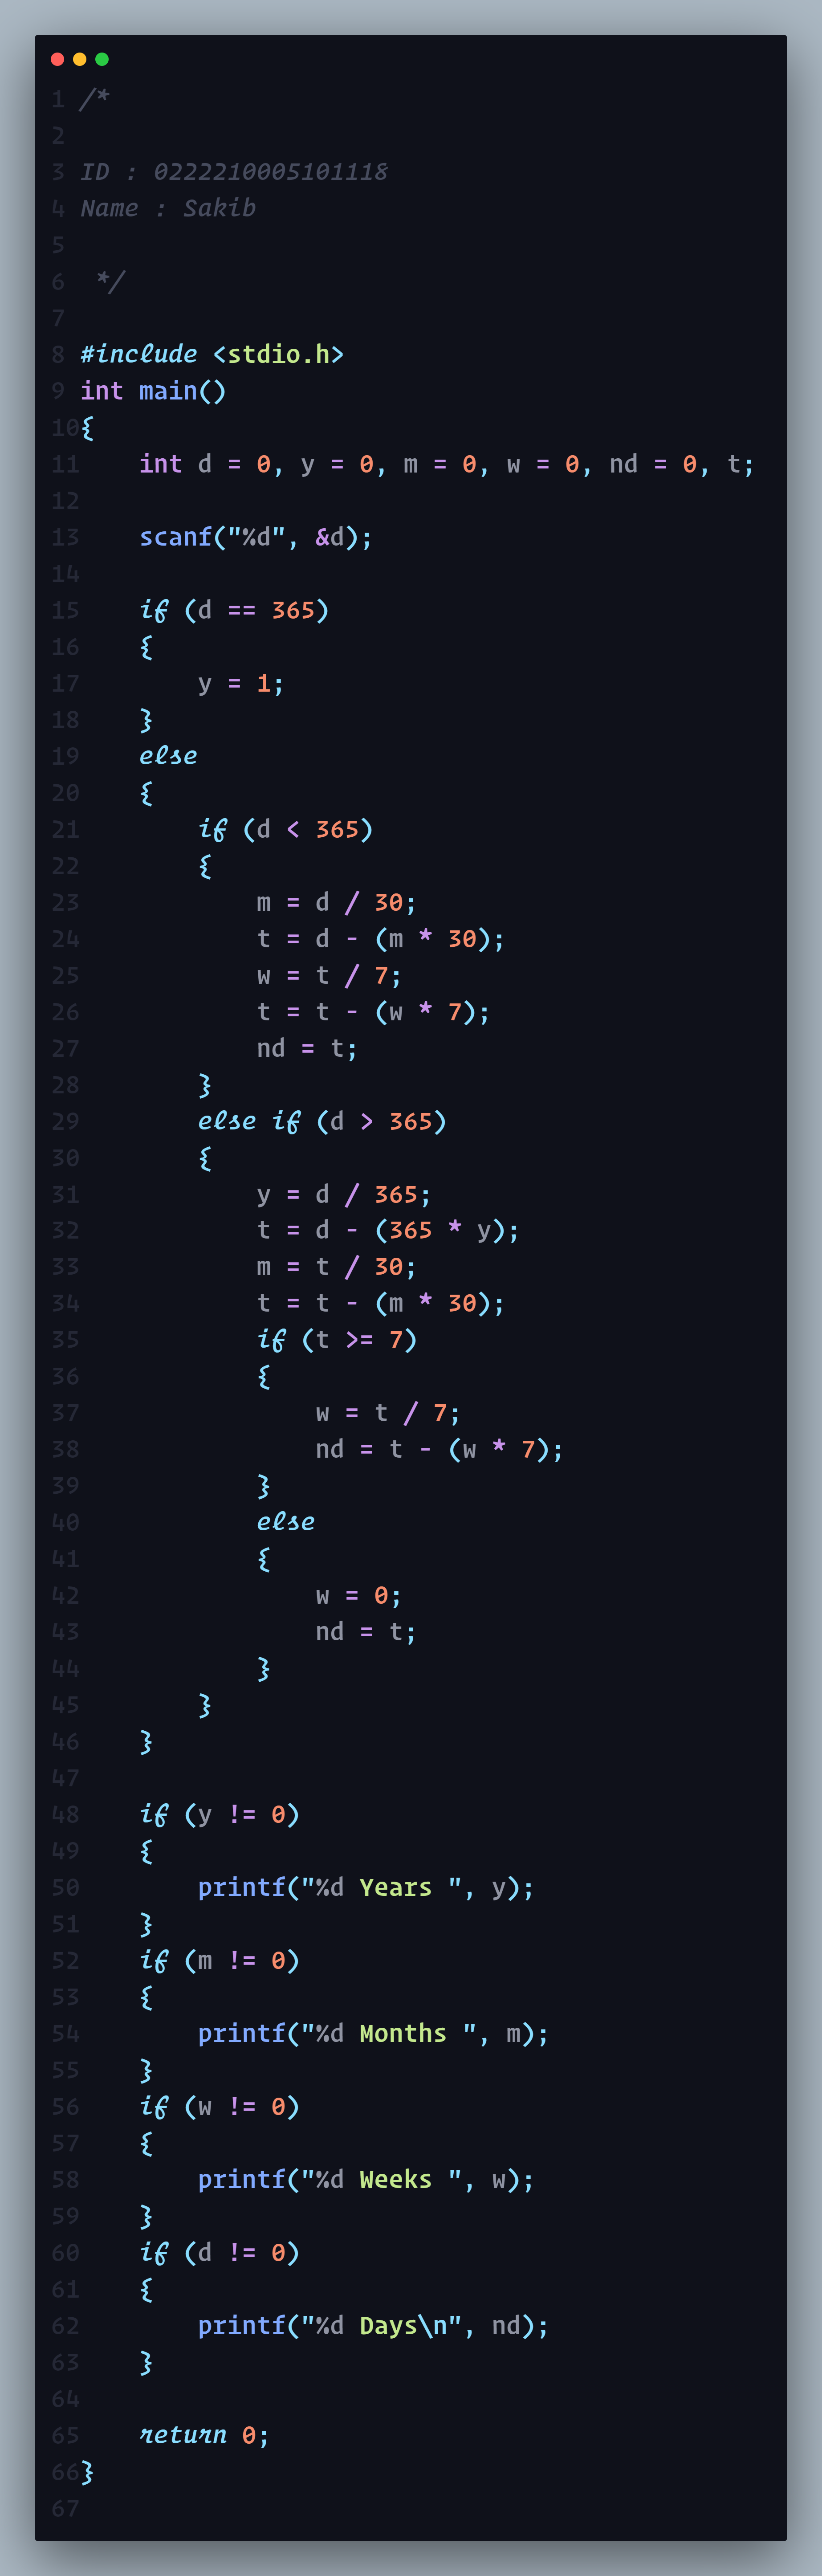 1 /*
2
3 ID : 0222210005101118
4 Name : Sakib
5
6  */
7
8 #include <stdio.h>
9 int main()
10 {
11     int d = 0, y = 0, m = 0, w = 0, nd = 0, t;
12
13     scanf("%d", &d);
14
15     if (d == 365)
16     {
17         y = 1;
18     }
19     else
20     {
21         if (d < 365)
22         {
23             m = d / 30;
24             t = d - (m * 30);
25             w = t / 7;
26             t = t - (w * 7);
27             nd = t;
28         }
29         else if (d > 365)
30         {
31             y = d / 365;
32             t = d - (365 * y);
33             m = t / 30;
34             t = t - (m * 30);
35             if (t >= 7)
36             {
37                 w = t / 7;
38                 nd = t - (w * 7);
39             }
40             else
41             {
42                 w = 0;
43                 nd = t;
44             }
45         }
46     }
47
48     if (y != 0)
49     {
50         printf("%d Years ", y);
51     }
52     if (m != 0)
53     {
54         printf("%d Months ", m);
55     }
56     if (w != 0)
57     {
58         printf("%d Weeks ", w);
59     }
60     if (d != 0)
61     {
62         printf("%d Days\n", nd);
63     }
64
65     return 0;
66 }
67